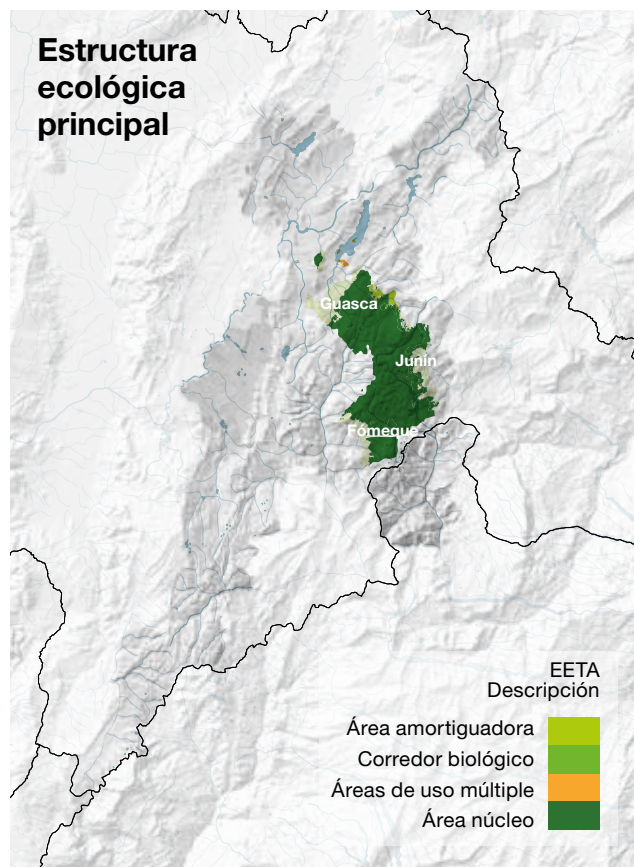 Estructura
ecológica
principal
Guasca
Junín
Fómeque
EETA
Descripción
Área amortiguadora
Corredor biológico
Áreas de uso múltiple
Área núcleo